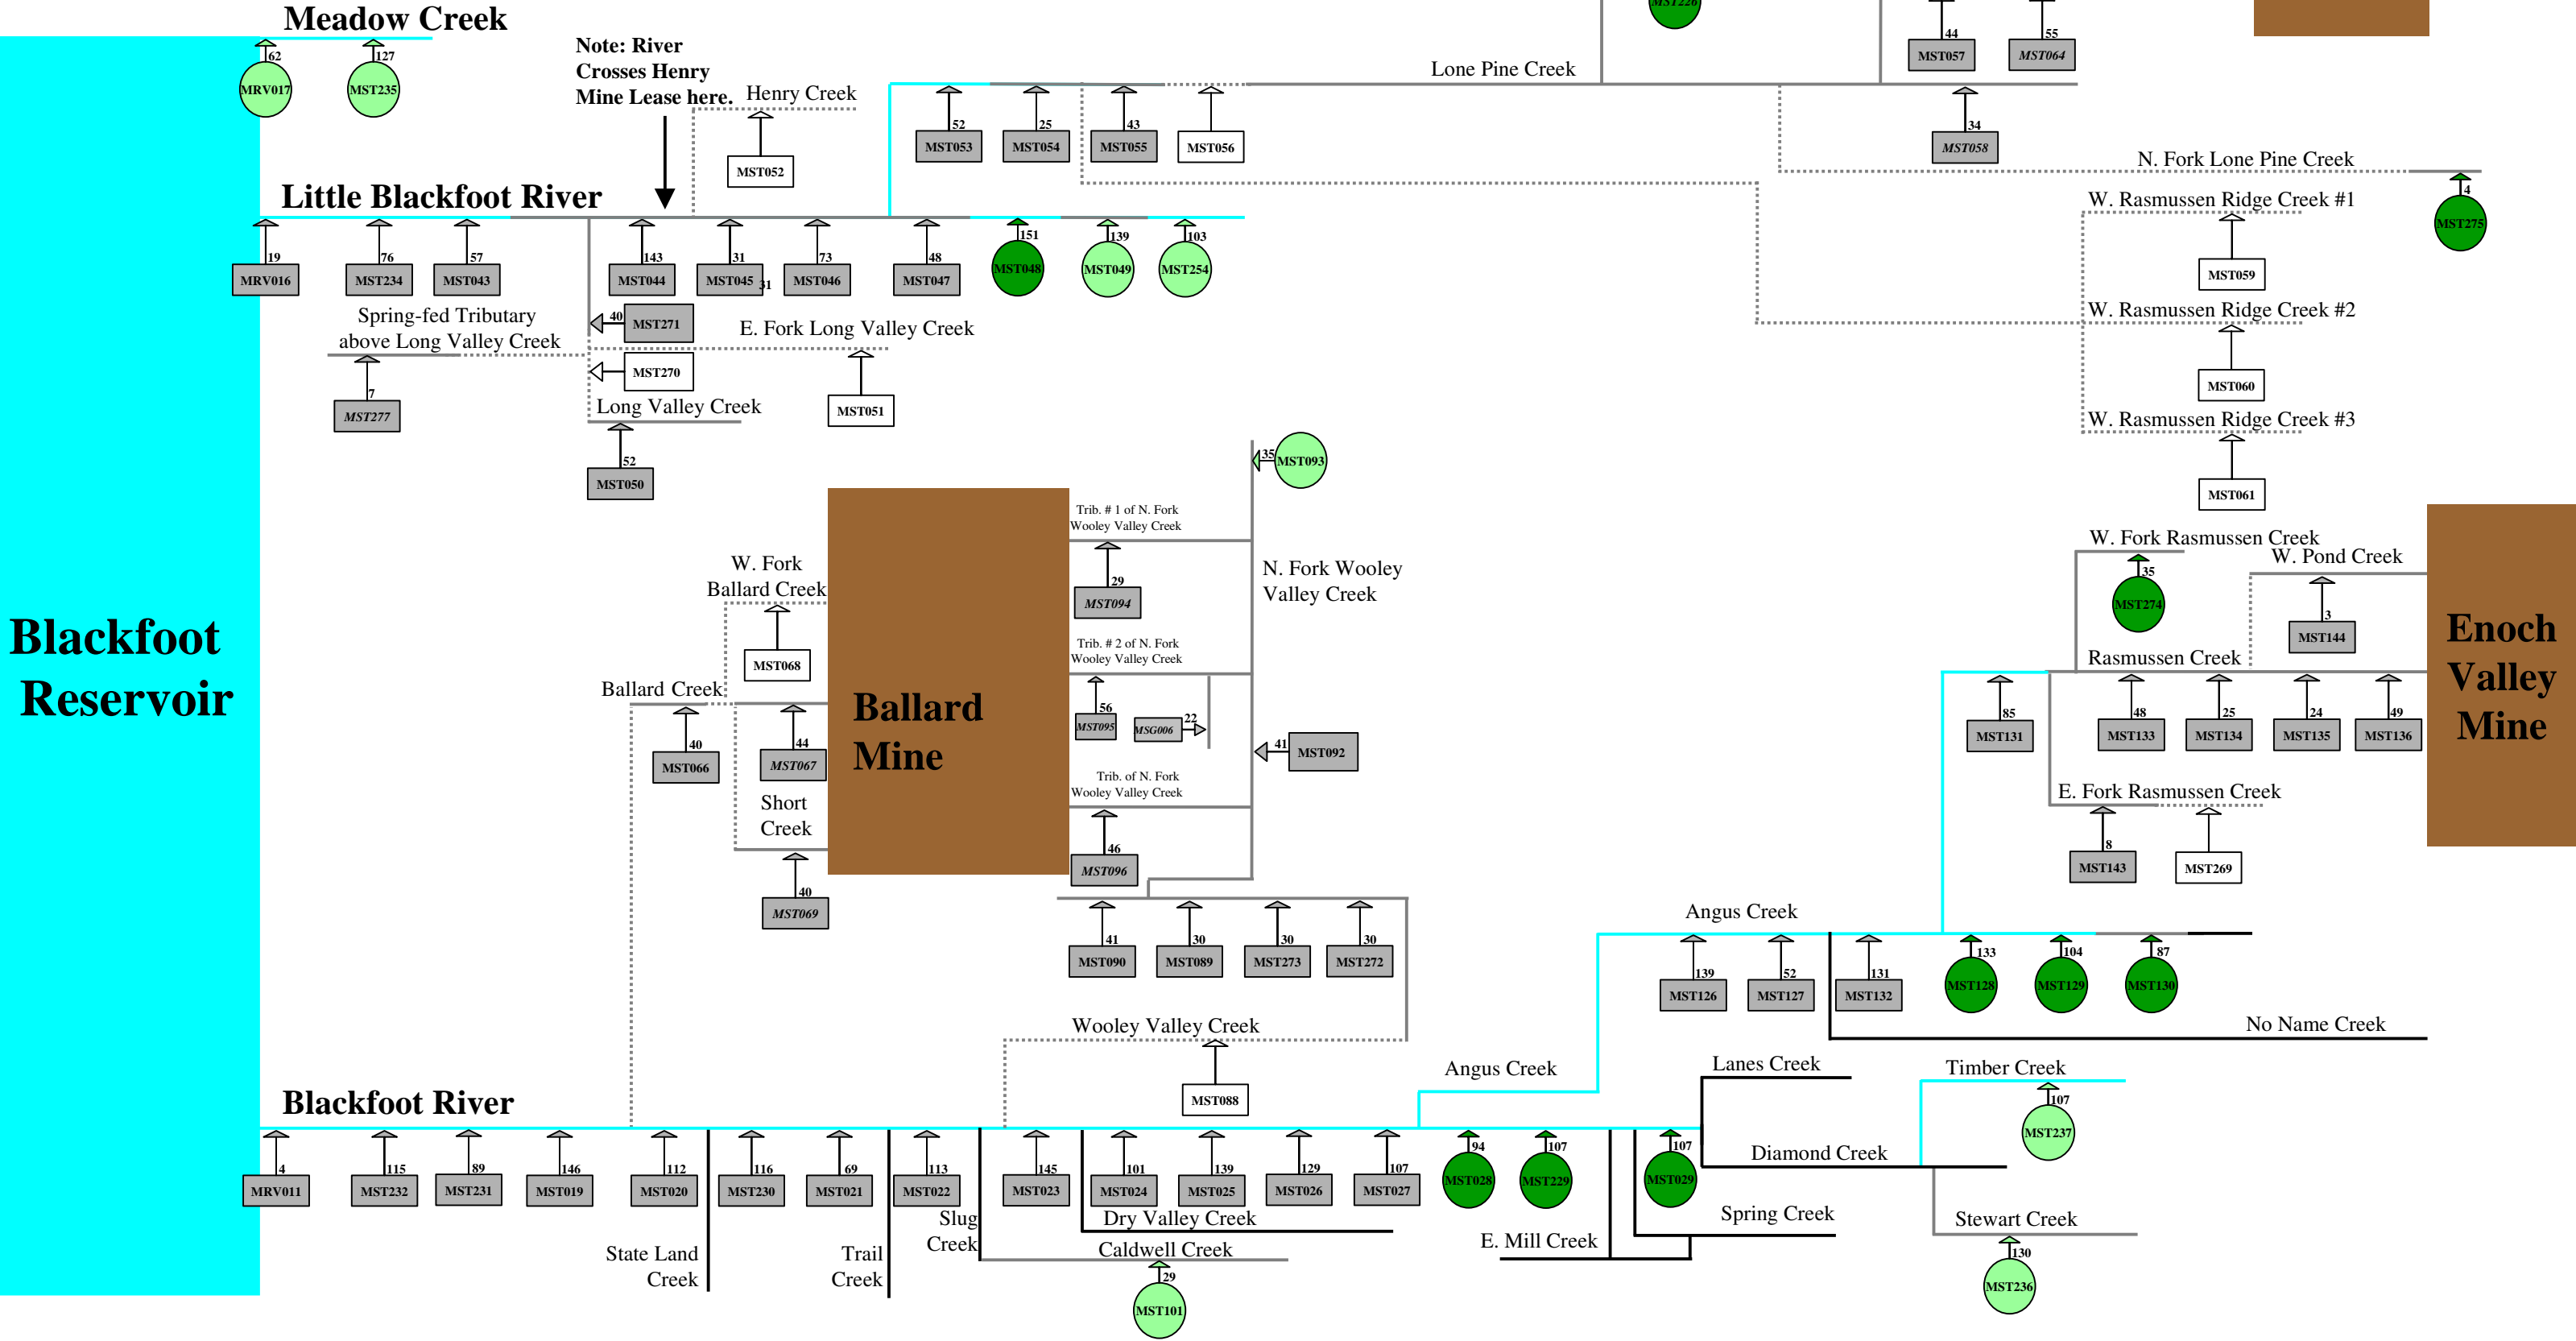 Meadow Creek
MST226
62
127
MRV017
MST235
Note: River
Crosses Henry
Mine Lease here.
Henry Creek
MST052
Lone Pine Creek
44
55
MST057
MST064
52
25
43
MST053
MST054
MST055
MST056
34
MST058
N. Fork Lone Pine Creek
4
MST275
Little Blackfoot River
19
76
57
143
31
73
48
151
139
103
MRV016
MST234
MST043
MST044
MST045
31
MST046
MST047
MST048
MST049
MST254
W. Rasmussen Ridge Creek #1
MST059
W. Rasmussen Ridge Creek #2
MST060
W. Rasmussen Ridge Creek #3
MST061
Spring-fed Tributary
above Long Valley Creek
7
MST277
40
MST271
E. Fork Long Valley Creek
MST270
MST051
Long Valley Creek
52
MST050
35
MST093
Trib. # 1 of N. Fork
Wooley Valley Creek
29
MST094
N. Fork Wooley
Valley Creek
W. Fork
Ballard Creek
MST068
Trib. # 2 of N. Fork
Wooley Valley Creek
56
MST095
22
MSG006
41
MST092
Ballard Creek
40
MST066
44
MST067
Short
Creek
40
MST069
Ballard
Mine
Trib. of N. Fork
Wooley Valley Creek
46
MST096
Blackfoot
Reservoir
W. Fork Rasmussen Creek
35
MST274
W. Pond Creek
3
MST144
Rasmussen Creek
85
48
25
24
49
MST131
MST133
MST134
MST135
MST136
Enoch
Valley
Mine
E. Fork Rasmussen Creek
8
MST143
MST269
41
30
30
30
MST090
MST089
MST273
MST272
Angus Creek
139
52
131
133
104
87
MST126
MST127
MST132
MST128
MST129
MST130
No Name Creek
Wooley Valley Creek
MST088
Angus Creek
Lanes Creek
Timber Creek
107
MST237
Diamond Creek
Stewart Creek
130
MST236
Blackfoot River
4
115
89
146
112
116
69
113
145
101
139
129
107
94
107
107
MRV011
MST232
MST231
MST019
MST020
MST230
MST021
MST022
MST023
MST024
MST025
MST026
MST027
MST028
MST229
MST029
State Land
Creek
Trail
Creek
Slug
Creek
Dry Valley Creek
Caldwell Creek
29
MST101
Spring Creek
E. Mill Creek